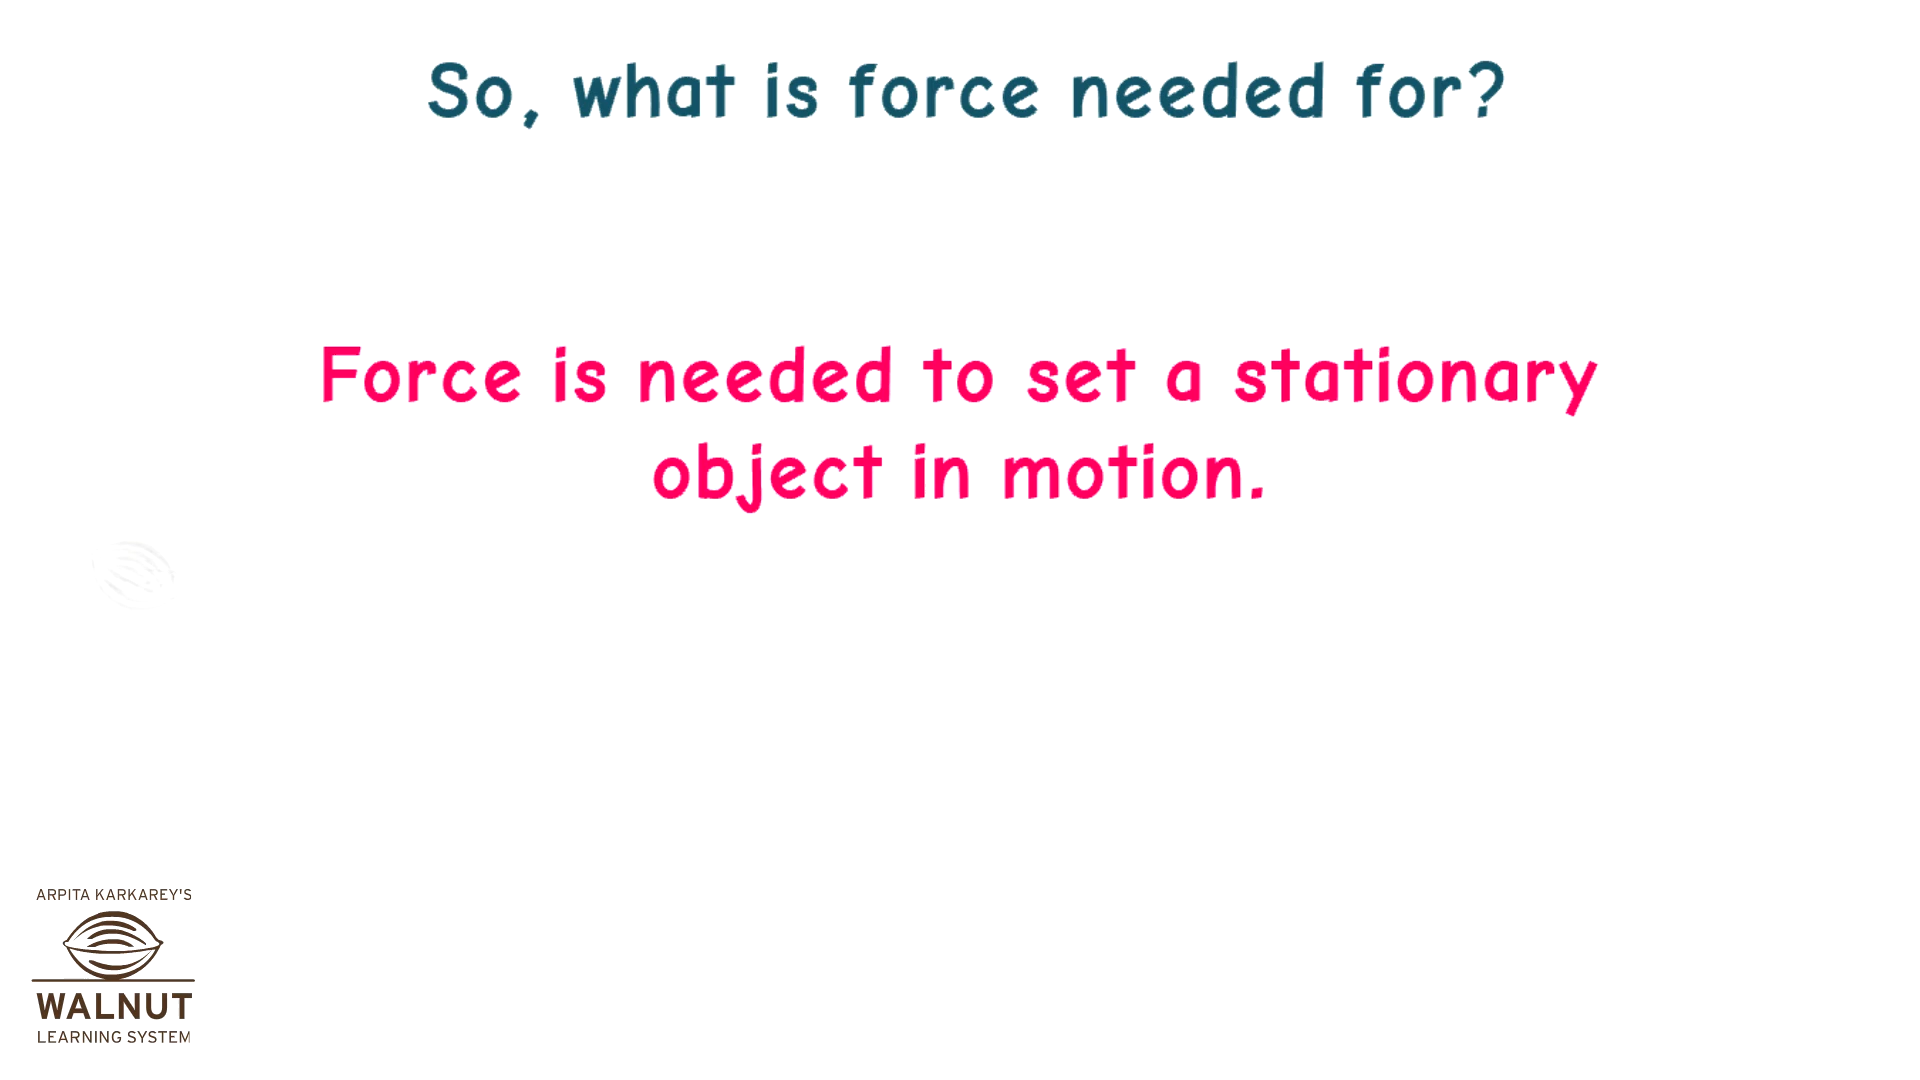 So, what is force needed for?
Force is needed to set a stationary
object in motion.
ARPITA KARKAREY'S
WALNUT
LEARNING SYSTEM